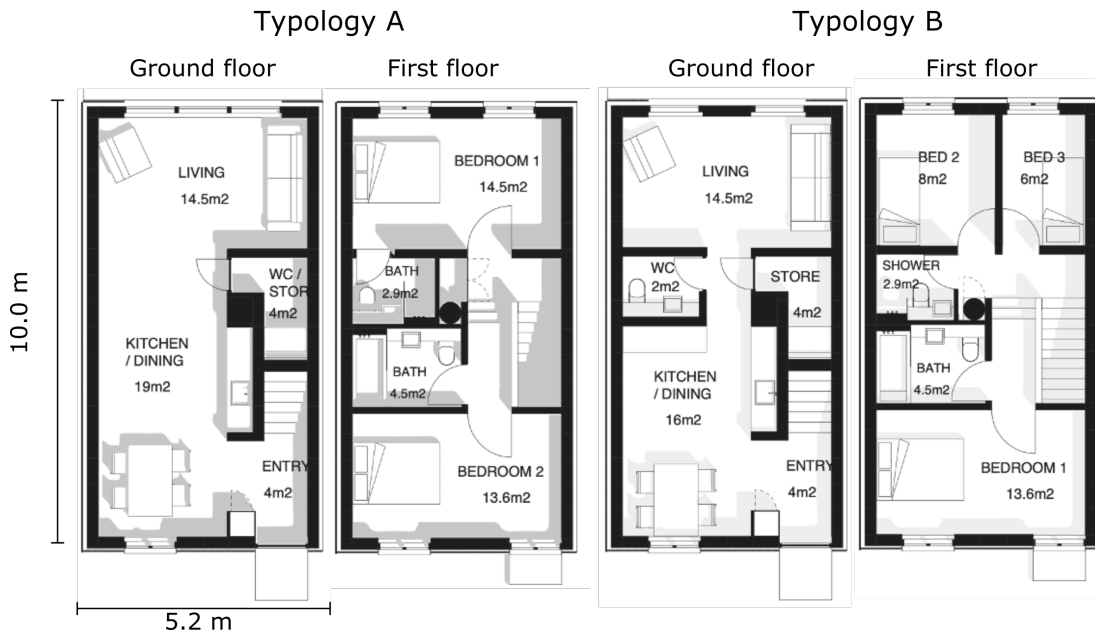 Typology A
Typology B
Ground floor
First floor
Ground floor
First floor
10.0 m
5.2 m
LIVING
14.5m2
WC /
STOR
4m2
KITCHEN
/ DINING
19m2
ENTRY
4m2
BEDROOM 1
14.5m2
BATH
2.9m2
BATH
4.5m2
BEDROOM 2
13.6m2
LIVING
14.5m2
WC
2m2
STORE
4m2
KITCHEN
/ DINING
16m2
ENTRY
4m2
BED 2
8m2
BED 3
6m2
SHOWER
2.9m2
BATH
4.5m2
BEDROOM 1
13.6m2